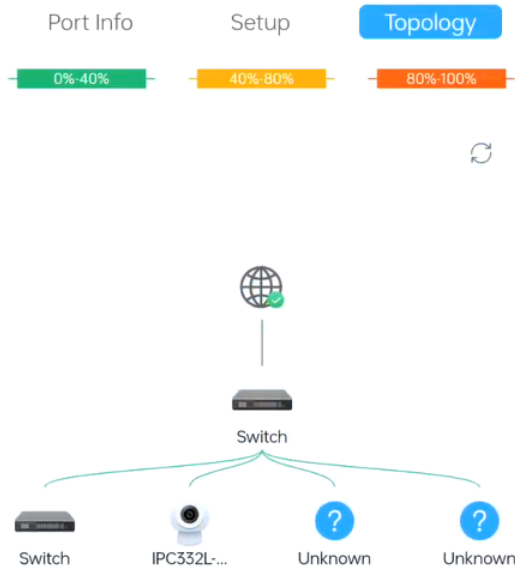 Port Info
Setup
Topology
0%-40%
40%-80%
80%-100%
Switch
Switch
IPC332L-...
Unknown
Unknown